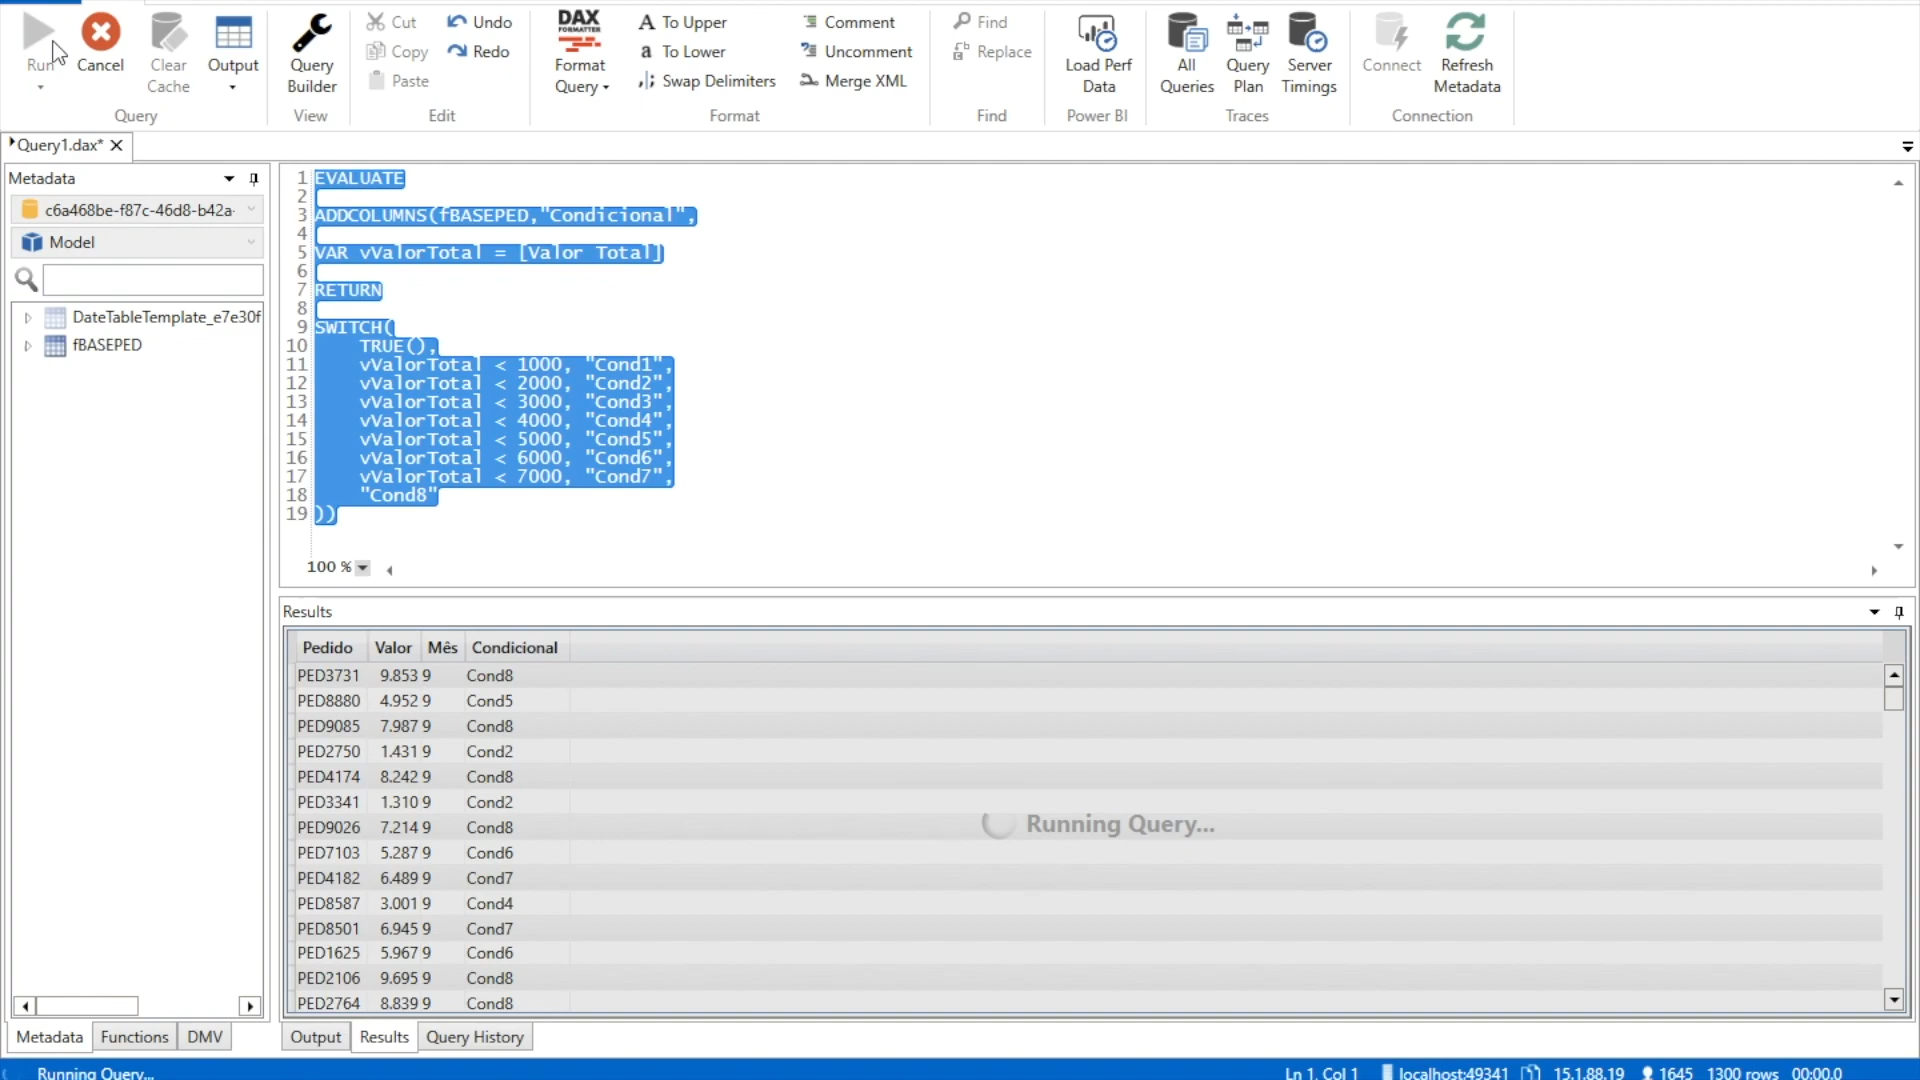 Run Cancel Clear Cache Output
Query
Query Builder
View
Cut Undo
Copy Redo
Paste
Edit
DAX FORMATTER
Format Query
To Upper Comment
To Lower Uncomment
Swap Delimiters Merge XML
Format
Find
Replace
Find
Load Perf Data
Power BI
All Queries Query Plan Server Timings
Traces
Connect Refresh Metadata
Connection
Query1.dax*
Metadata
c6a468be-f87c-46d8-b42a-
Model
DateTableTemplate_e7e30f
fBASEPED
1 EVALUATE
2
3 ADDCOLUMNS(fBASEPED,"Condicional",
4
5 VAR vValorTotal = [Valor Total]
6
7 RETURN
8
9 SWITCH(
10 TRUE(),
11 vValorTotal < 1000, "Cond1",
12 vValorTotal < 2000, "Cond2",
13 vValorTotal < 3000, "Cond3",
14 vValorTotal < 4000, "Cond4",
15 vValorTotal < 5000, "Cond5",
16 vValorTotal < 6000, "Cond6",
17 vValorTotal < 7000, "Cond7",
18 "Cond8"
19 ))
100 %
Results
Pedido Valor Mês Condicional
PED3731 9.853 9 Cond8
PED8880 4.952 9 Cond5
PED9085 7.987 9 Cond8
PED2750 1.431 9 Cond2
PED4174 8.242 9 Cond8
PED3341 1.310 9 Cond2
PED9026 7.214 9 Cond8
PED7103 5.287 9 Cond6
PED4182 6.489 9 Cond7
PED8587 3.001 9 Cond4
PED8501 6.945 9 Cond7
PED1625 5.967 9 Cond6
PED2106 9.695 9 Cond8
PED2764 8.839 9 Cond8
Running Query...
Metadata Functions DMV
Output Results Query History
Running Query... Ln 1, Col 1 localhost:49341 15.1.88.19 1645 1300 rows 00:00.0